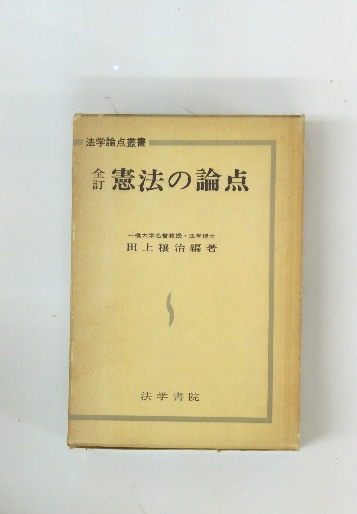 法学論点叢書
全訂 憲法の論点
一橋大学名誉教授・法学博士
田上穣治編著
法学書院